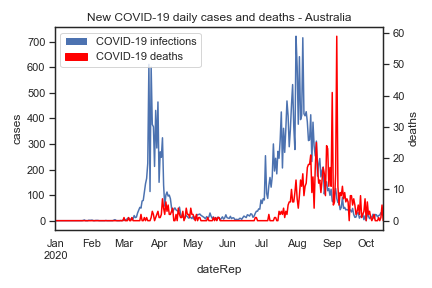 New COVID-19 daily cases and deaths - Australia
COVID-19 infections
COVID-19 deaths
700
600
500
400
300
200
100
0
cases
60
50
40
30
20
10
0
deaths
Jan Feb Mar Apr May Jun Jul Aug Sep Oct
2020
dateRep